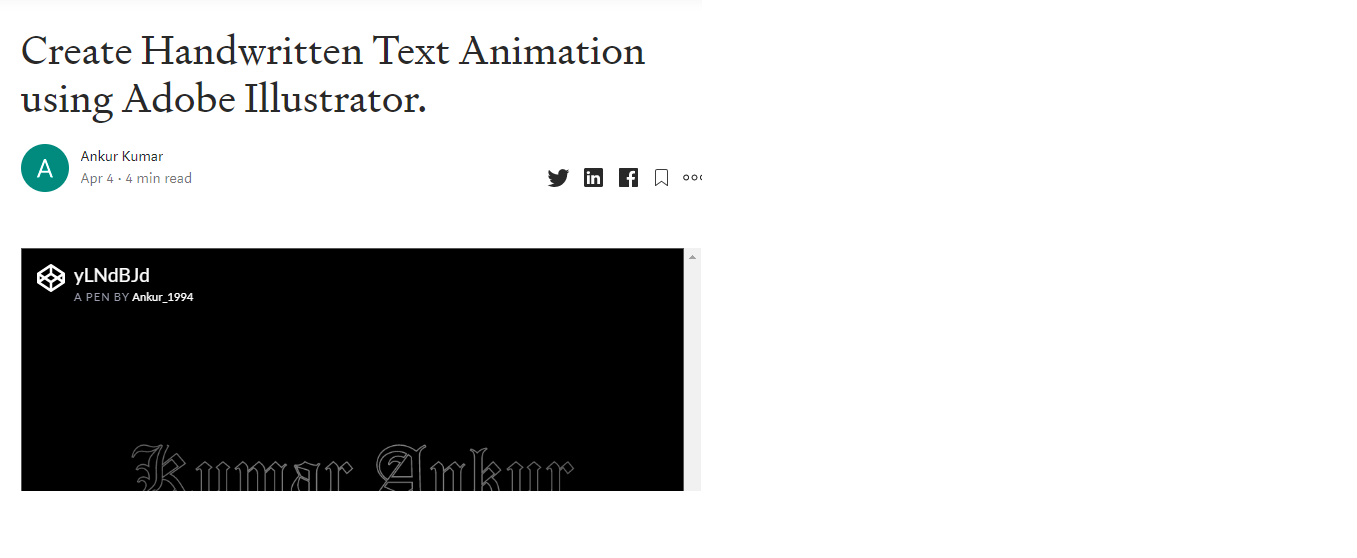 Create Handwritten Text Animation
using Adobe Illustrator.
A
Ankur Kumar
Apr 4 · 4 min read
yLNdBJd
A PEN BY Ankur_1994
Kumar Ankur